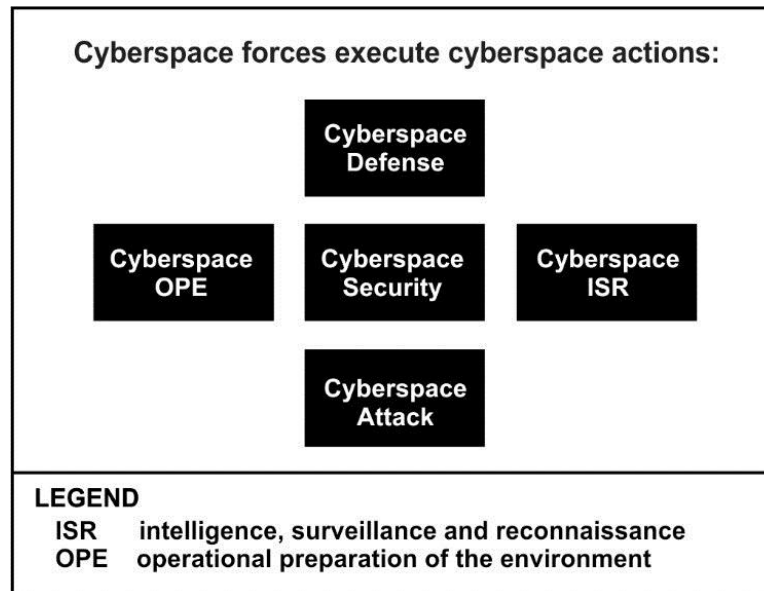 Cyberspace forces execute cyberspace actions:
Cyberspace
Defense
Cyberspace
OPE
Cyberspace
Security
Cyberspace
ISR
Cyberspace
Attack
LEGEND
ISR intelligence, surveillance and reconnaissance
OPE operational preparation of the environment